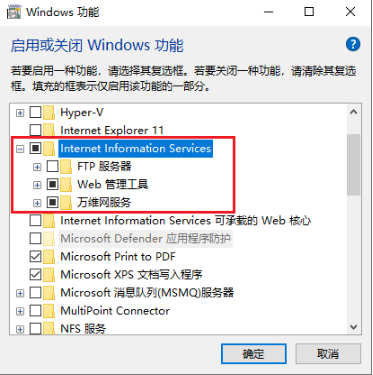 Windows 功能
启用或关闭 Windows 功能
若要启用一种功能，请选择其复选框。若要关闭一种功能，请清除其复选
框。填充的框表示仅启用该功能的一部分。
Hyper-V
Internet Explorer 11
Internet Information Services
FTP 服务器
Web 管理工具
万维网服务
Internet Information Services 可承载的 Web 核心
Microsoft Defender 应用程序防护
Microsoft Print to PDF
Microsoft XPS 文档写入程序
Microsoft 消息队列(MSMQ)服务器
MultiPoint Connector
NFS 服务
确定
取消